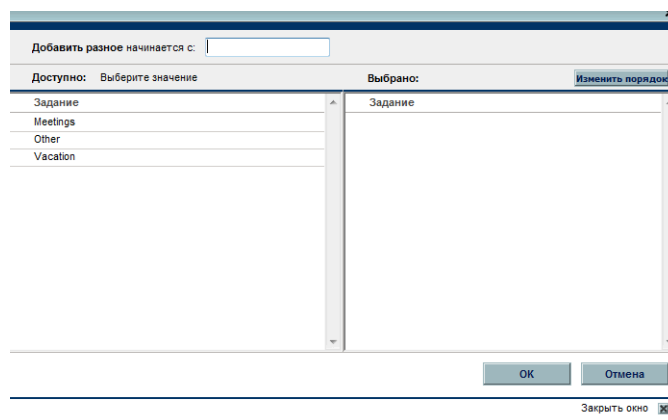 Добавить разное начинается с:
Доступно: Выберите значение Выбрано: Изменить порядок
Задание Задание
Meetings
Other
Vacation
OK Отмена
Закрыть окно